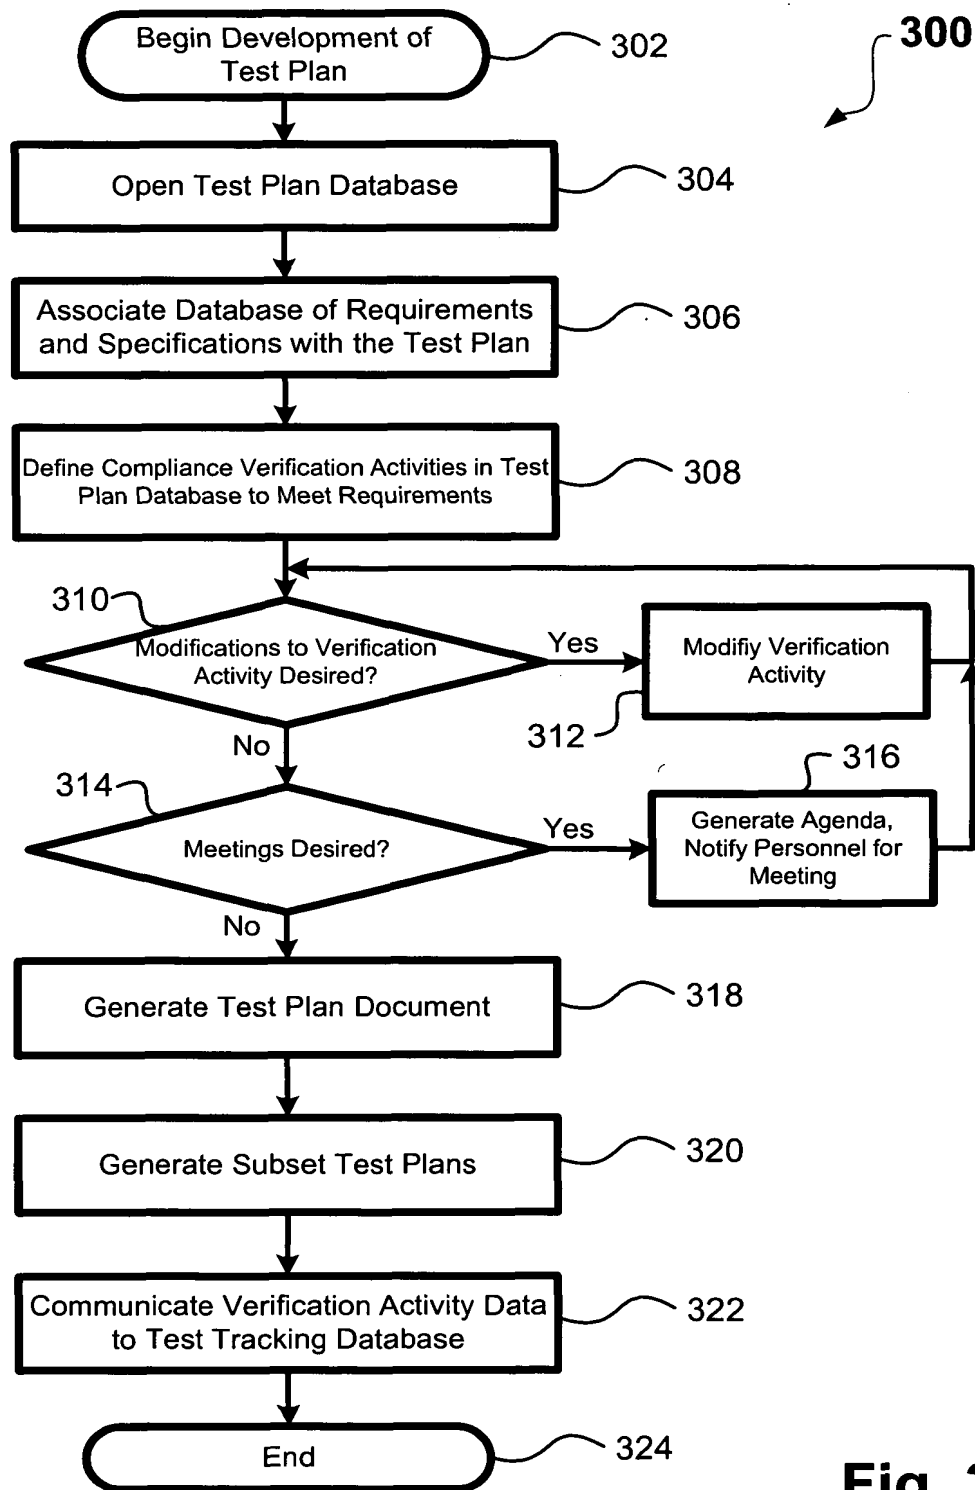 Begin Development of
Test Plan
302
300
Open Test Plan Database
304
Associate Database of Requirements
and Specifications with the Test Plan
306
Define Compliance Verification Activities in Test
Plan Database to Meet Requirements
308
310
Modifications to Verification
Activity Desired?
Yes
Modifiy Verification
Activity
312
No
314
Meetings Desired?
Yes
316
Generate Agenda,
Notify Personnel for
Meeting
No
Generate Test Plan Document
318
Generate Subset Test Plans
320
Communicate Verification Activity Data
to Test Tracking Database
322
End
324
Fig.